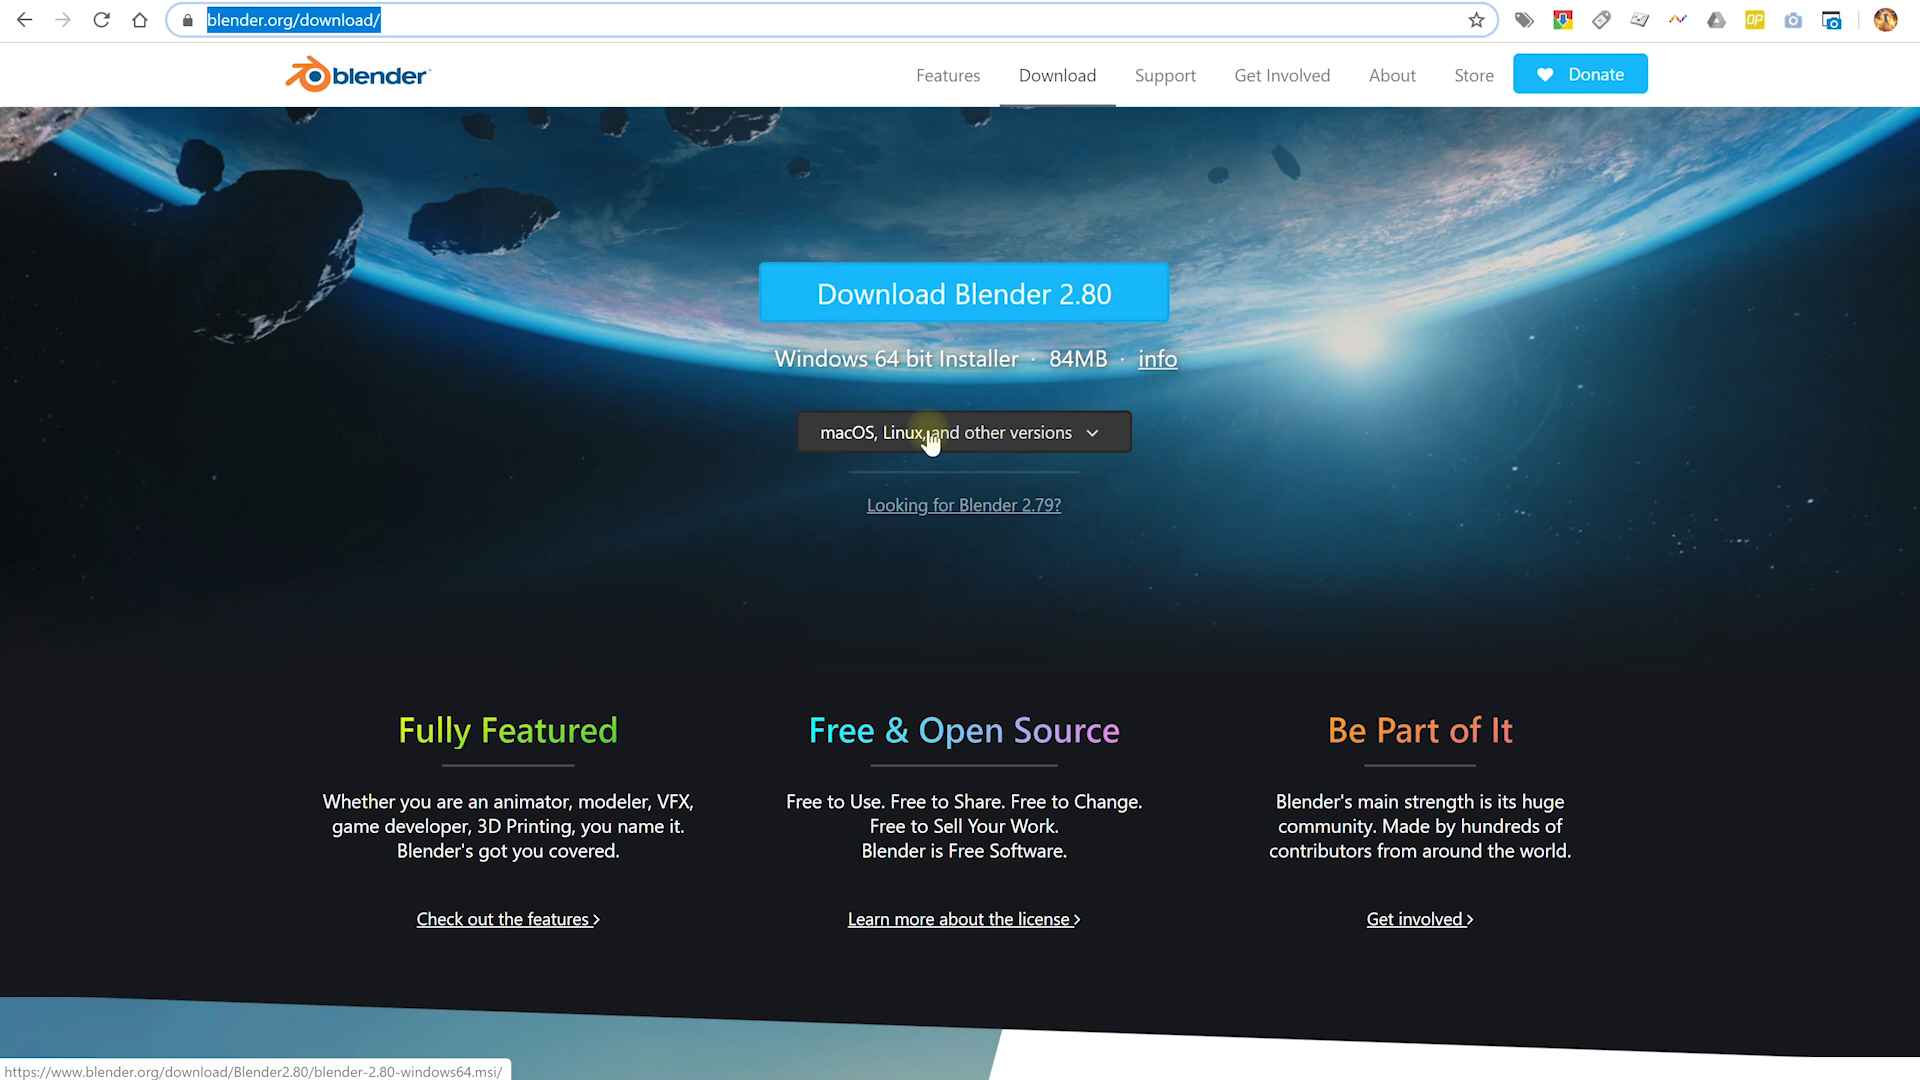 blender.org/download/
blender
Features
Download
Support
Get Involved
About
Store
Donate
Download Blender 2.80
Windows 64 bit Installer · 84MB · info
macOS, Linux, and other versions
Looking for Blender 2.79?
Fully Featured
Whether you are an animator, modeler, VFX,
game developer, 3D Printing, you name it.
Blender's got you covered.
Check out the features >
Free & Open Source
Free to Use. Free to Share. Free to Change.
Free to Sell Your Work.
Blender is Free Software.
Learn more about the license >
Be Part of It
Blender's main strength is its huge
community. Made by hundreds of
contributors from around the world.
Get involved >
https://www.blender.org/download/Blender2.80/blender-2.80-windows64.msi/
OP